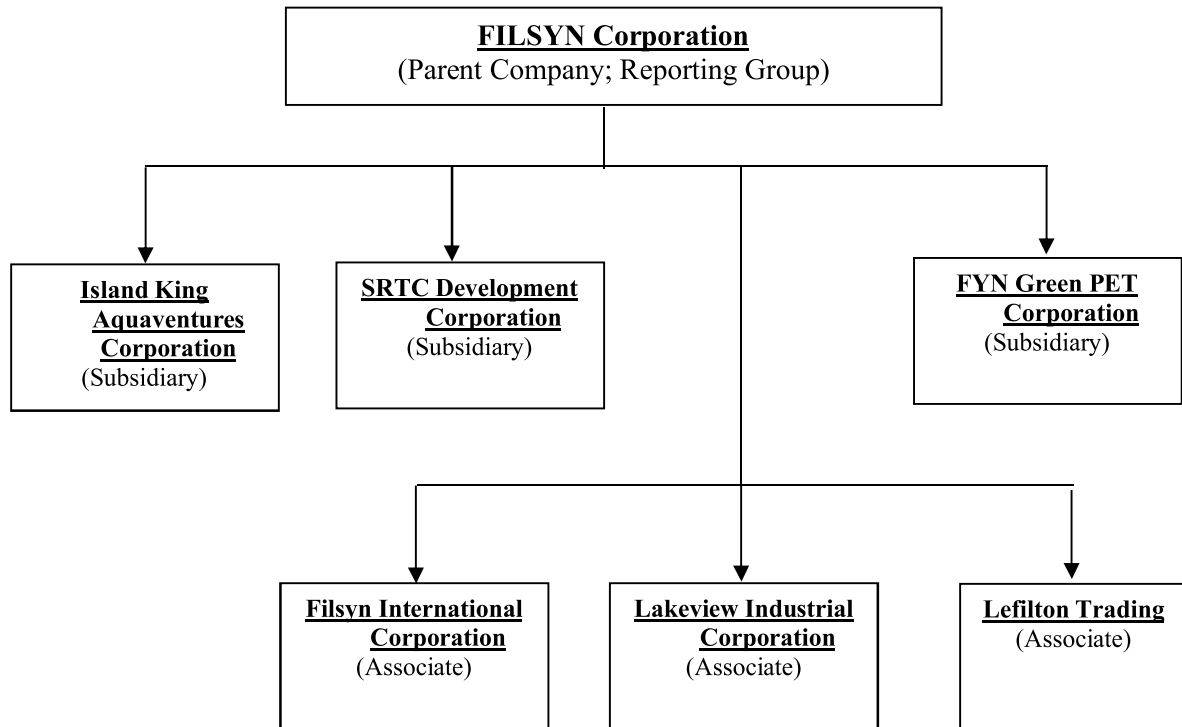 FILSYN Corporation
(Parent Company; Reporting Group)
Island King
Aquaventures
Corporation
(Subsidiary)
SRTC Development
Corporation
(Subsidiary)
FYN Green PET
Corporation
(Subsidiary)
Filsyn International
Corporation
(Associate)
Lakeview Industrial
Corporation
(Associate)
Lefilton Trading
(Associate)